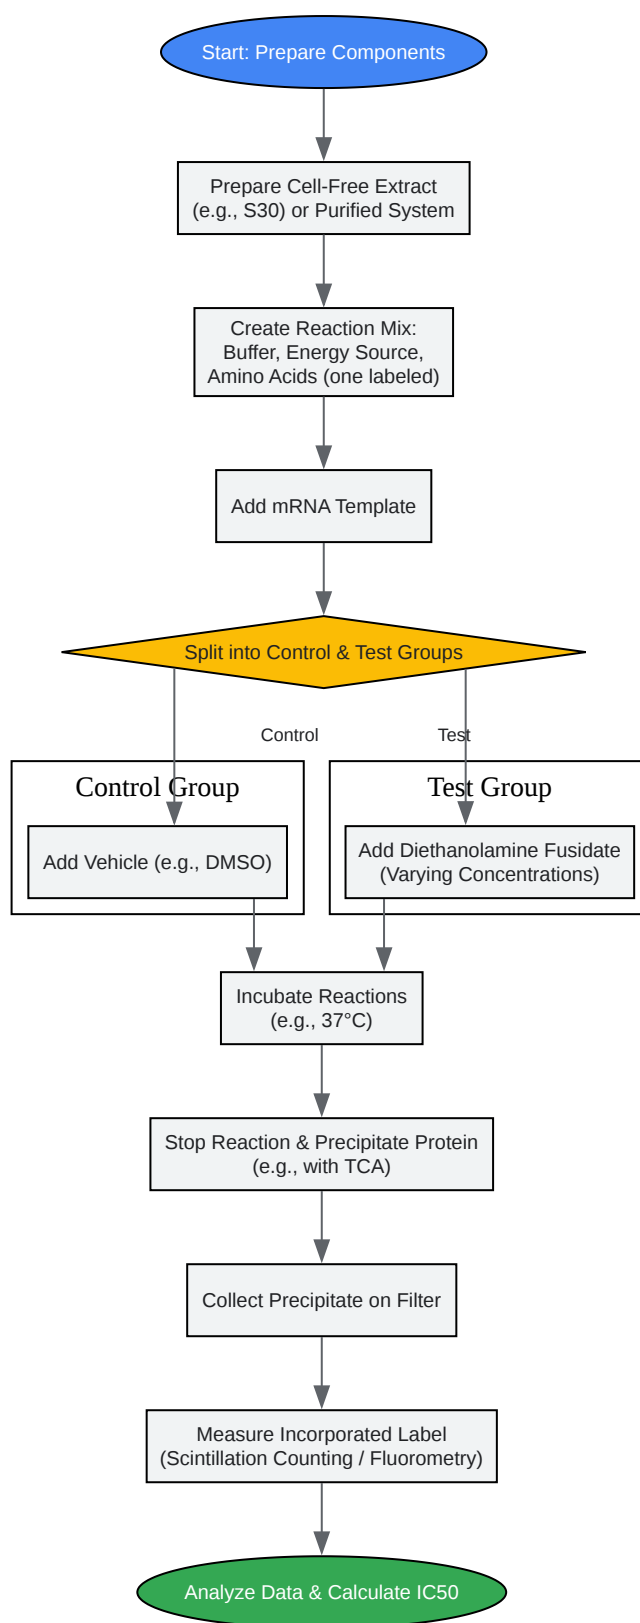 Start: Prepare Components
Prepare Cell-Free Extract
(e.g., S30) or Purified System
Create Reaction Mix:
Buffer, Energy Source,
Amino Acids (one labeled)
Add mRNA Template
Split into Control & Test Groups
Control
Test
Control Group
Test Group
Add Vehicle (e.g., DMSO)
Add Diethanolamine Fusidate
(Varying Concentrations)
Incubate Reactions
(e.g., 37°C)
Stop Reaction & Precipitate Protein
(e.g., with TCA)
Collect Precipitate on Filter
Measure Incorporated Label
(Scintillation Counting / Fluorometry)
Analyze Data & Calculate IC50